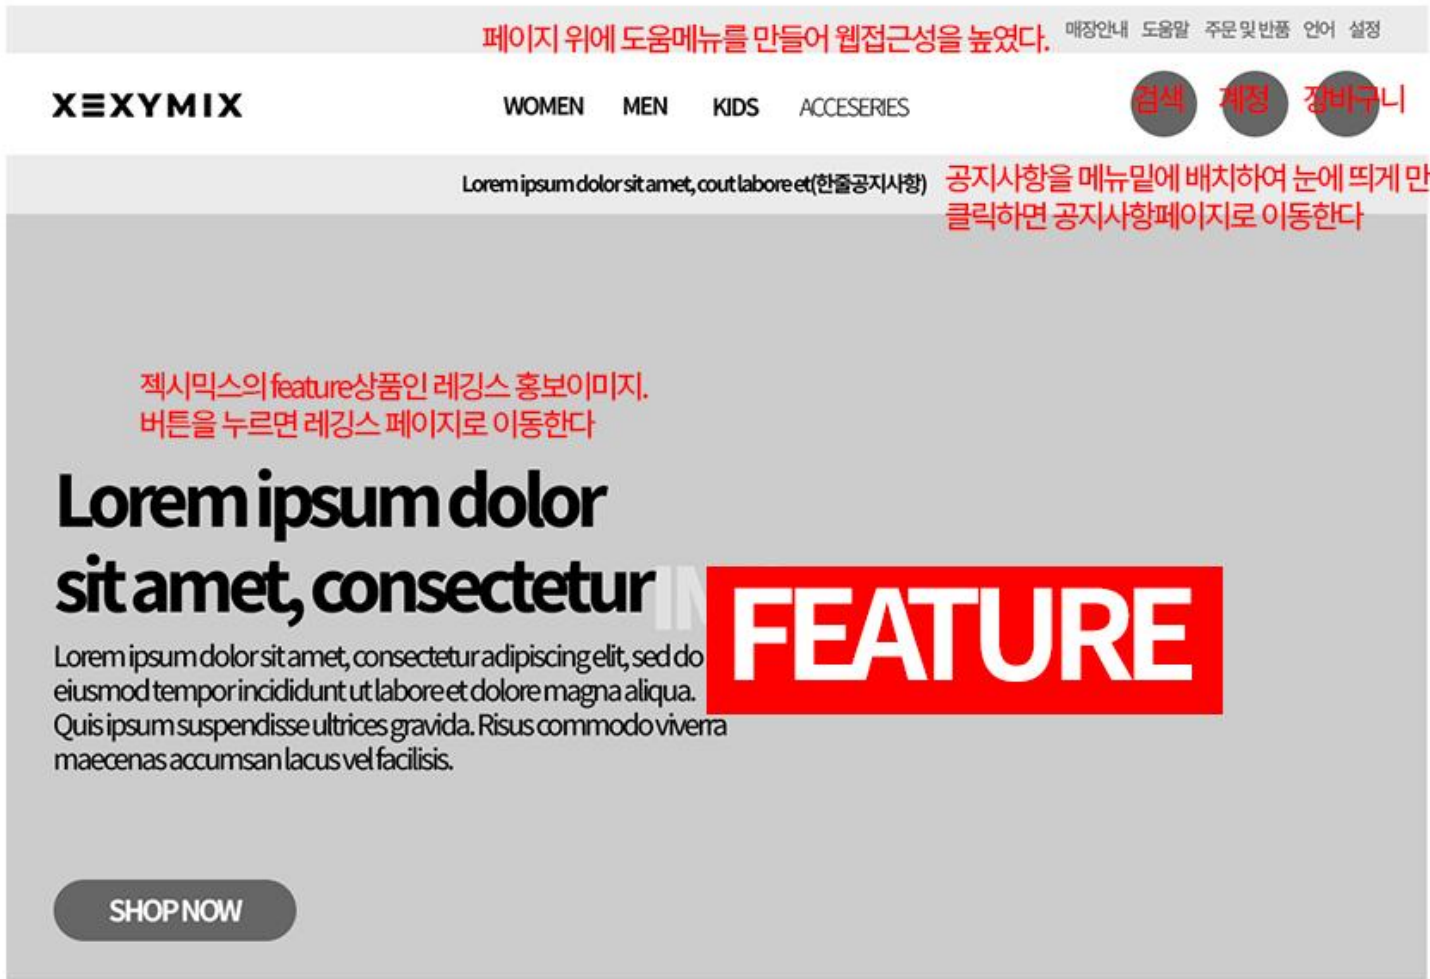 페이지 위에 도움메뉴를 만들어 웹접근성을 높였다. 매장안내 도움말 주문 및 반품 언어 설정
XEXYMIX WOMEN MEN KIDS ACCESERIES 검색 계정 장바구니
Lorem ipsum dolor sit amet, cout labore et(한줄공지사항) 공지사항을 메뉴밑에 배치하여 눈에 띄게 만
클릭하면 공지사항페이지로 이동한다
젝시믹스의 feature상품인 레깅스 홍보이미지.
버튼을 누르면 레깅스 페이지로 이동한다
Lorem ipsum dolor
sit amet, consectetur
FEATURE
Lorem ipsum dolor sit amet, consectetur adipiscing elit, sed do
eiusmod tempor incididunt ut labore et dolore magna aliqua.
Quis ipsum suspendisse ultrices gravida. Risus commodo viverra
maecenas accumsan lacus vel facilisis.
SHOP NOW